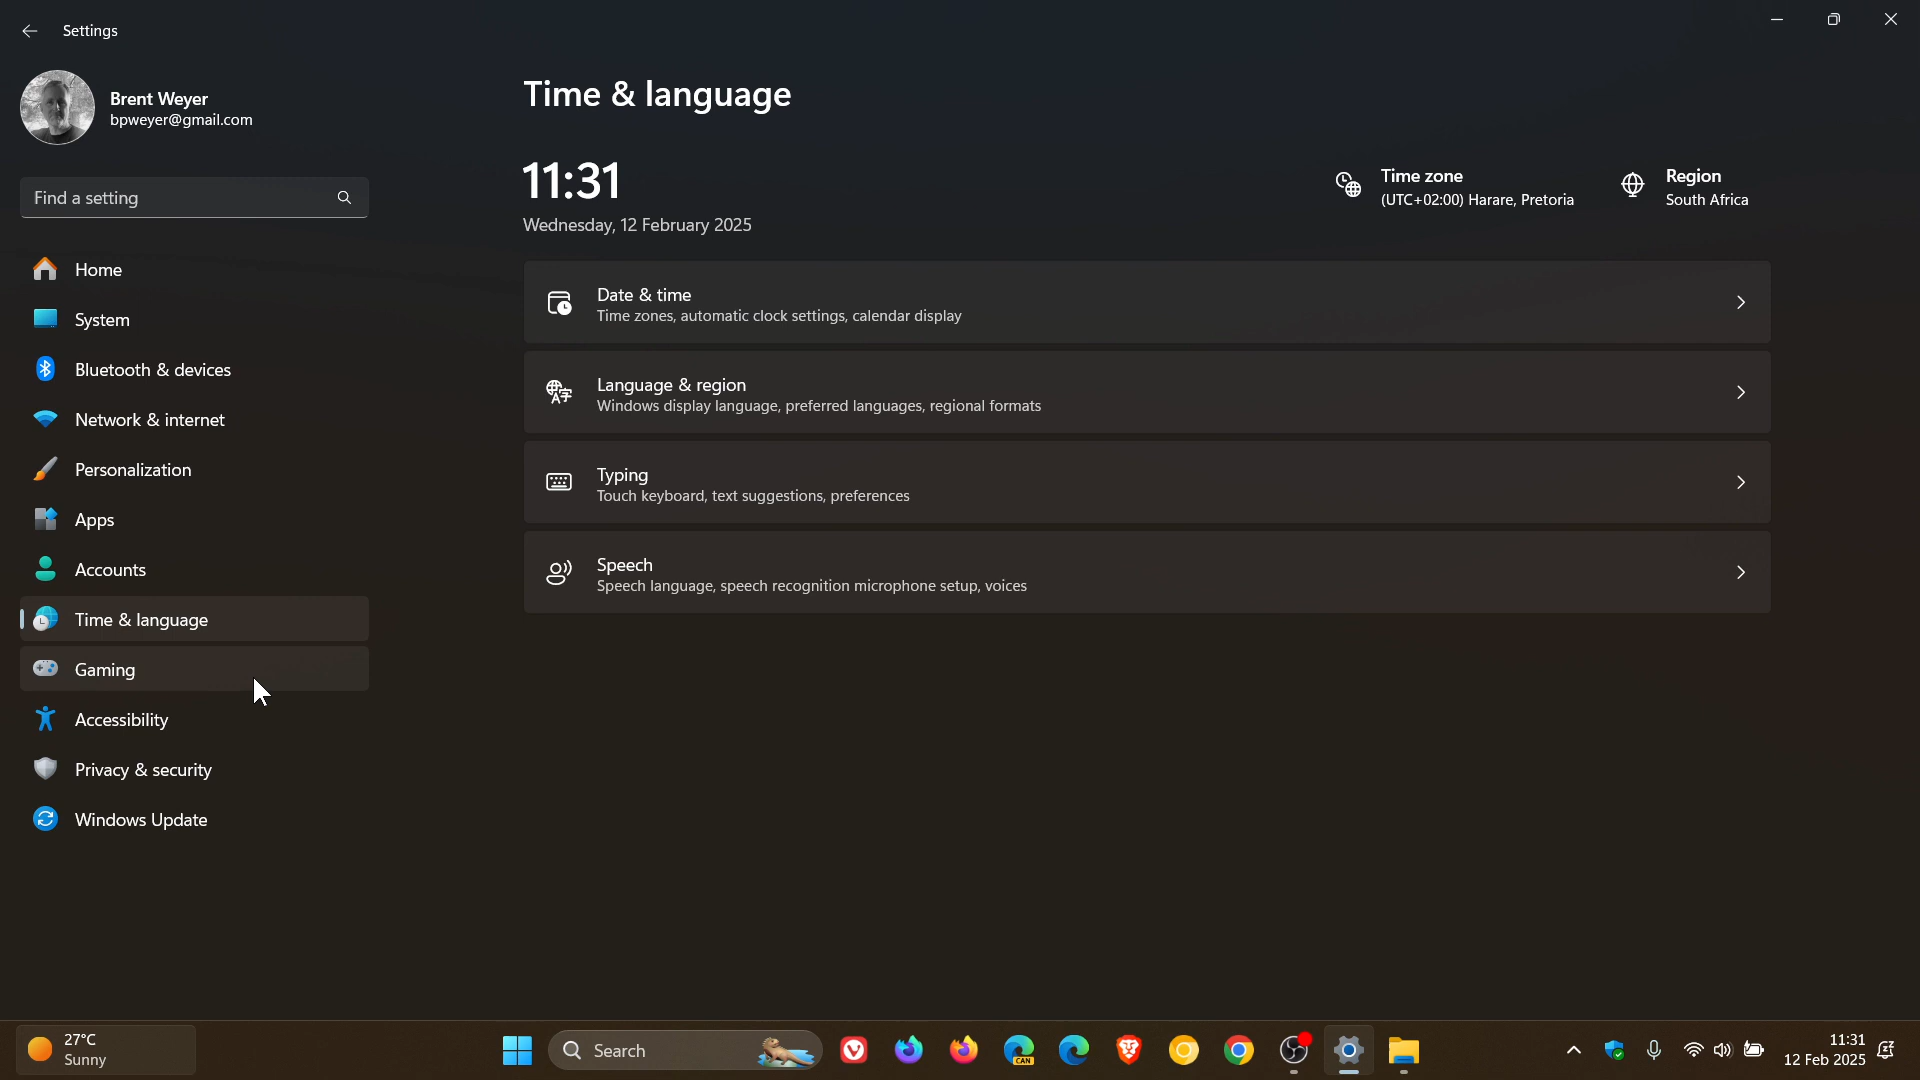 Settings
Brent Weyer
bpweyer@gmail.com
Find a setting
Home
System
Bluetooth & devices
Network & internet
Personalization
Apps
Accounts
Time & language
Gaming
Accessibility
Privacy & security
Windows Update
Time & language
11:31
Wednesday, 12 February 2025
Time zone
(UTC+02:00) Harare, Pretoria
Region
South Africa
Date & time
Time zones, automatic clock settings, calendar display
Language & region
Windows display language, preferred languages, regional formats
Typing
Touch keyboard, text suggestions, preferences
Speech
Speech language, speech recognition microphone setup, voices
27°C
Sunny
Search
CAN
11:31
12 Feb 2025